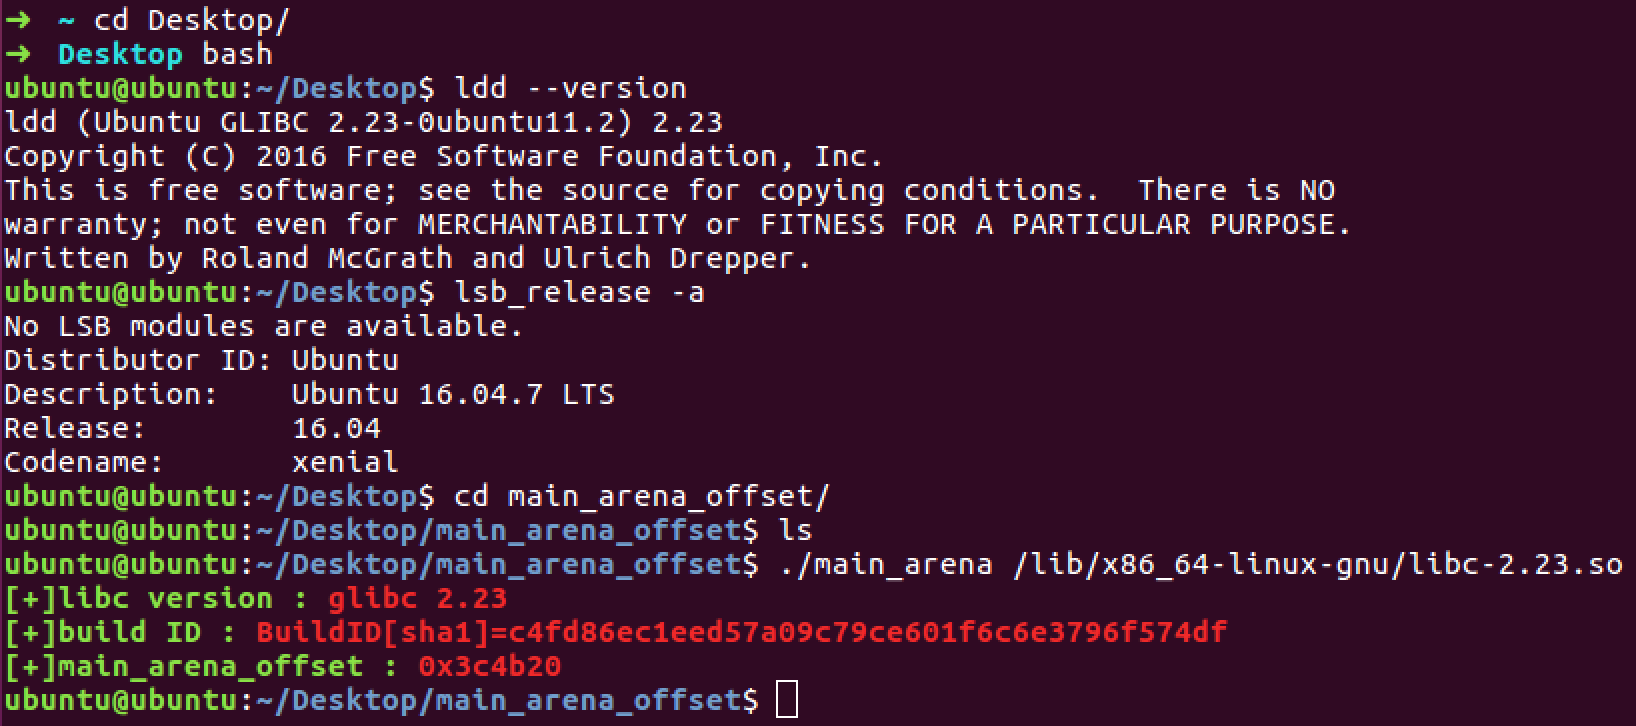 ➜  ~ cd Desktop/
➜  Desktop bash
ubuntu@ubuntu:~/Desktop$ ldd --version
ldd (Ubuntu GLIBC 2.23-0ubuntu11.2) 2.23
Copyright (C) 2016 Free Software Foundation, Inc.
This is free software; see the source for copying conditions.  There is NO
warranty; not even for MERCHANTABILITY or FITNESS FOR A PARTICULAR PURPOSE.
Written by Roland McGrath and Ulrich Drepper.
ubuntu@ubuntu:~/Desktop$ lsb_release -a
No LSB modules are available.
Distributor ID: Ubuntu
Description:    Ubuntu 16.04.7 LTS
Release:        16.04
Codename:       xenial
ubuntu@ubuntu:~/Desktop$ cd main_arena_offset/
ubuntu@ubuntu:~/Desktop/main_arena_offset$ ls
ubuntu@ubuntu:~/Desktop/main_arena_offset$ ./main_arena /lib/x86_64-linux-gnu/libc-2.23.so
[+]libc version : glibc 2.23
[+]build ID : BuildID[sha1]=c4fd86ec1eed57a09c79ce601f6c6e3796f574df
[+]main_arena_offset : 0x3c4b20
ubuntu@ubuntu:~/Desktop/main_arena_offset$